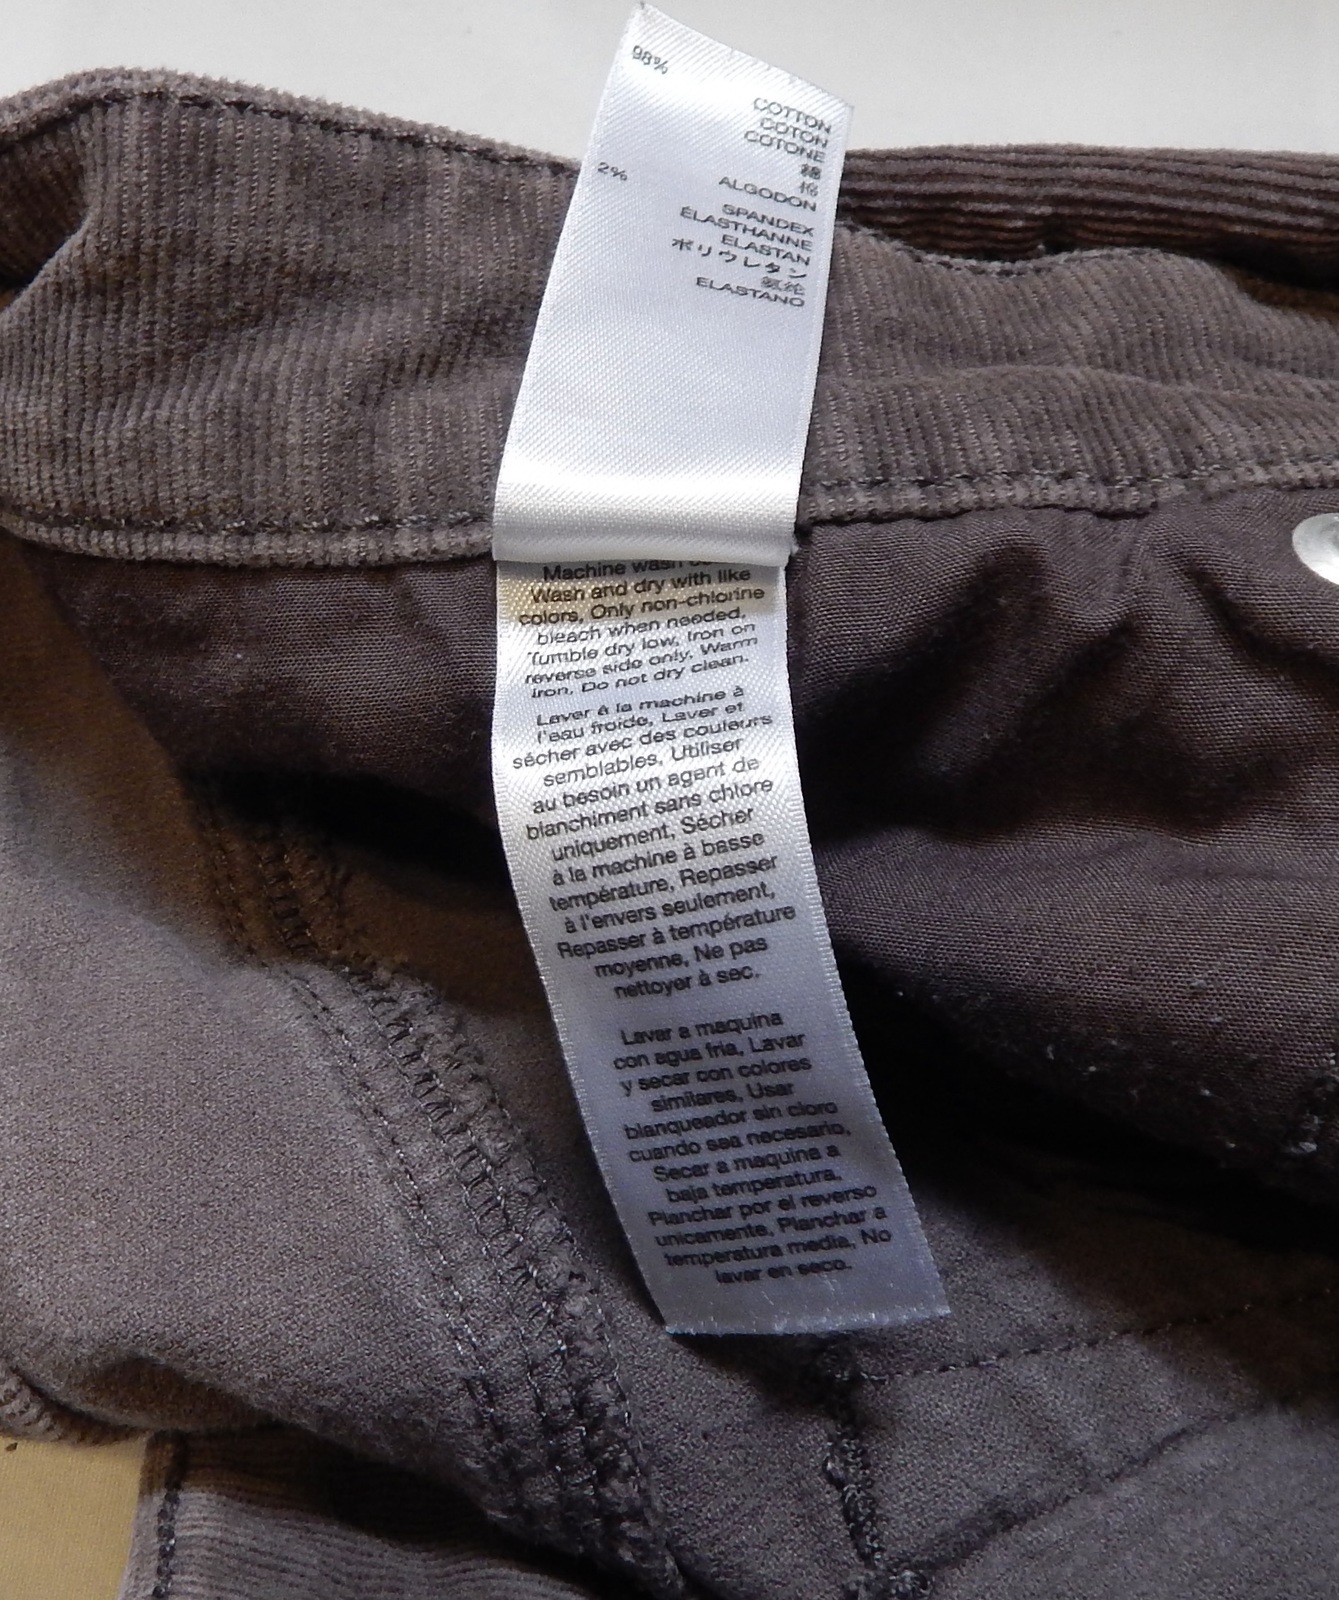 98%
COTTON
COTON
COTONE
綿
棉
ALGODON
2%
SPANDEX
ÉLASTHANNE
ELASTAN
ポリウレタン
氨纶
ELASTANO
Machine wash
Wash and dry with like
colors, Only non-chlorine
bleach when needed,
Tumble dry low, Iron on
reverse side only, Warm
iron, Do not dry clean.
Laver à la machine à
l'eau froide, Laver et
sécher avec des couleurs
semblables, Utiliser
au besoin un agent de
blanchiment sans chlore
uniquement, Sécher
à la machine à basse
température, Repasser
à l'envers seulement,
Repasser à température
moyenne, Ne pas
nettoyer à sec.
Lavar a maquina
con agua fria, Lavar
y secar con colores
similares, Usar
blanqueador sin cloro
cuando sea necesario,
Secar a maquina a
baja temperatura,
Planchar por el reverso
unicamente, Planchar a
temperatura media, No
lavar en seco.